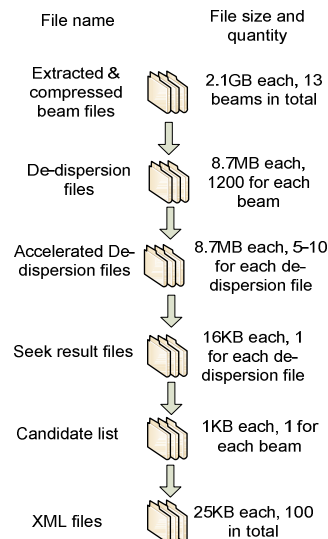 File name
File size and
quantity
Extracted &
compressed
beam files
2.1GB each, 13
beams in total
De-dispersion
files
8.7MB each,
1200 for each
beam
Accelerated De-
dispersion files
8.7MB each, 5-10
for each de-
dispersion file
Seek result files
16KB each, 1
for each de-
dispersion file
Candidate list
1KB each, 1 for
each beam
XML files
25KB each, 100
in total